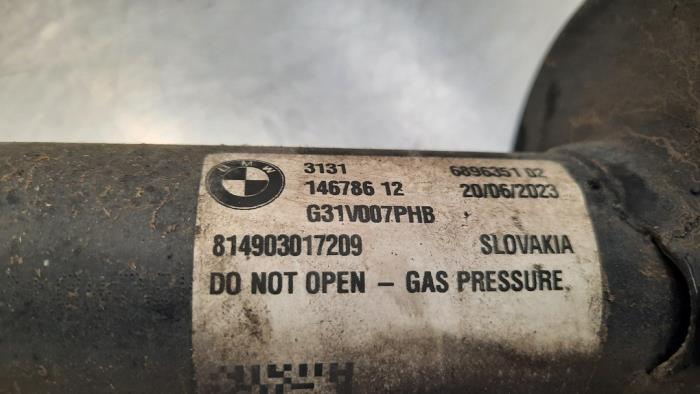 BMW
3131 6896351 02
146786 12 20/06/2023
G31V007PHB
814903017209 SLOVAKIA
DO NOT OPEN – GAS PRESSURE.